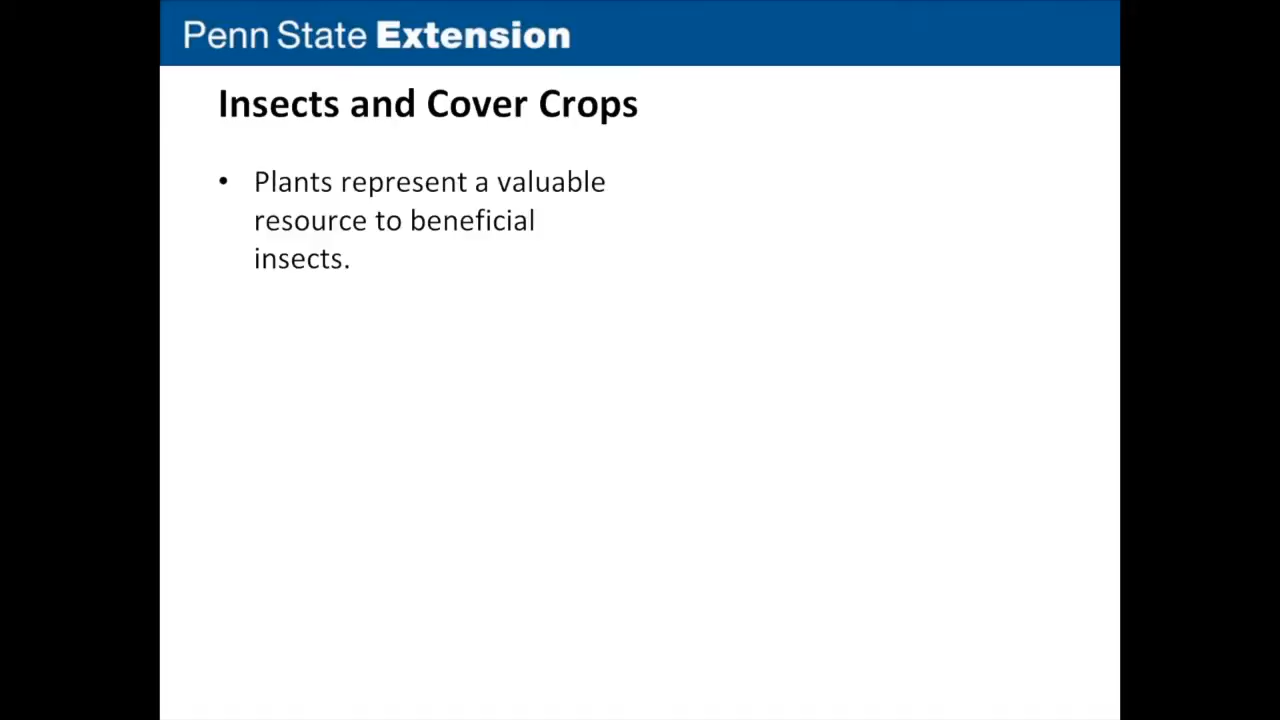 Penn State Extension
Insects and Cover Crops
• Plants represent a valuable
resource to beneficial
insects.